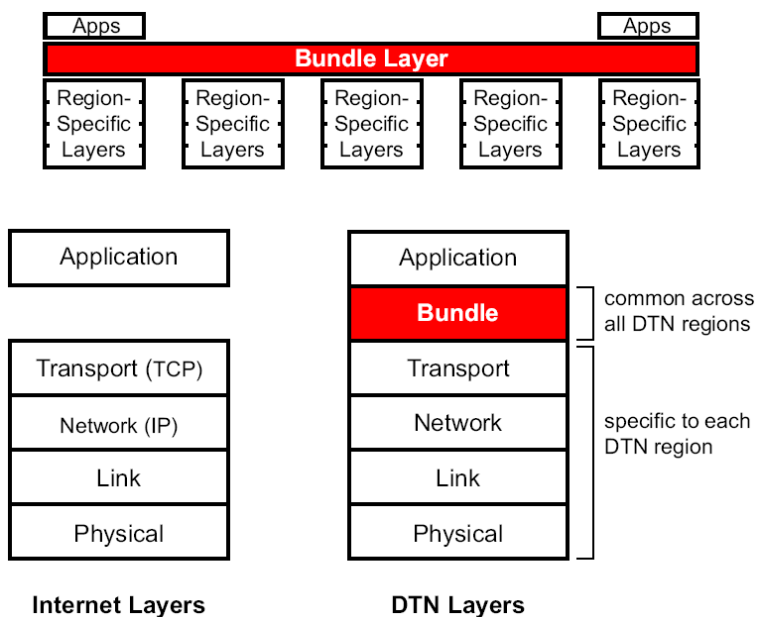 Apps
Apps
Bundle Layer
Region-
Specific
Layers
Region-
Specific
Layers
Region-
Specific
Layers
Region-
Specific
Layers
Region-
Specific
Layers
Application
Transport (TCP)
Network (IP)
Link
Physical
Internet Layers
Application
Bundle
Transport
Network
Link
Physical
DTN Layers
common across
all DTN regions
specific to each
DTN region